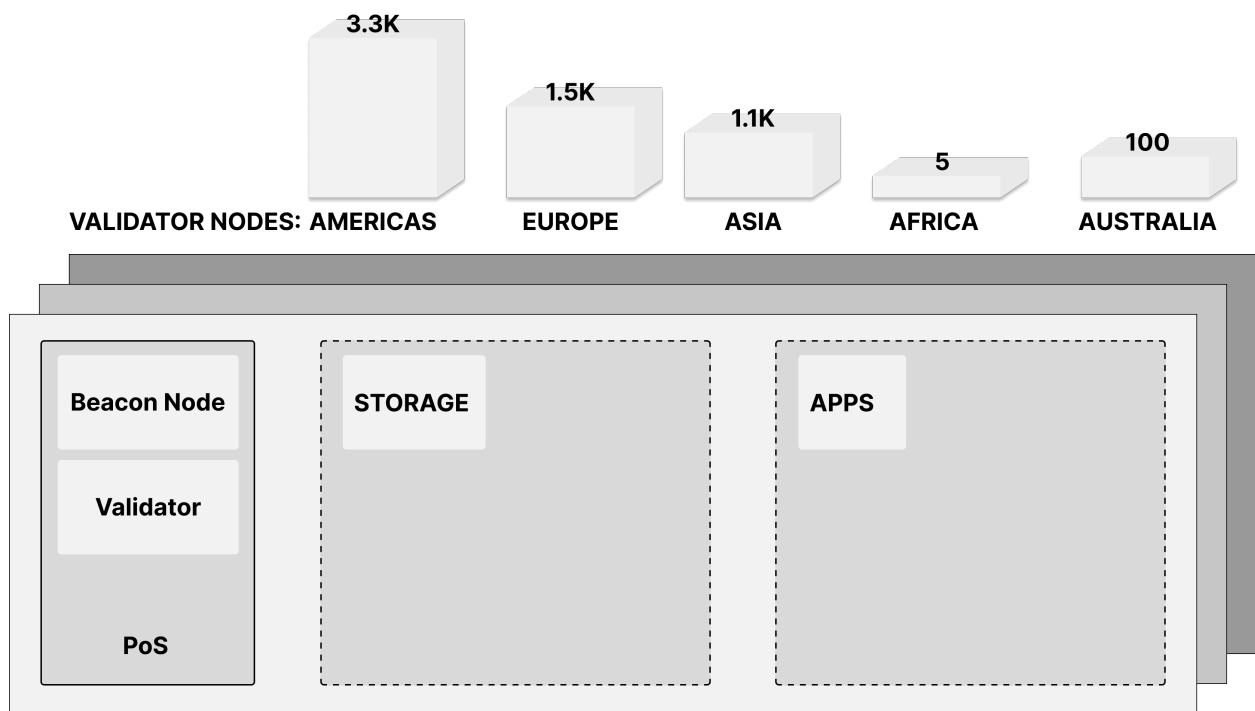 3.3K
1.5K
1.1K
5
100
VALIDATOR NODES: AMERICAS EUROPE ASIA AFRICA AUSTRALIA
Beacon Node
STORAGE
APPS
Validator
PoS